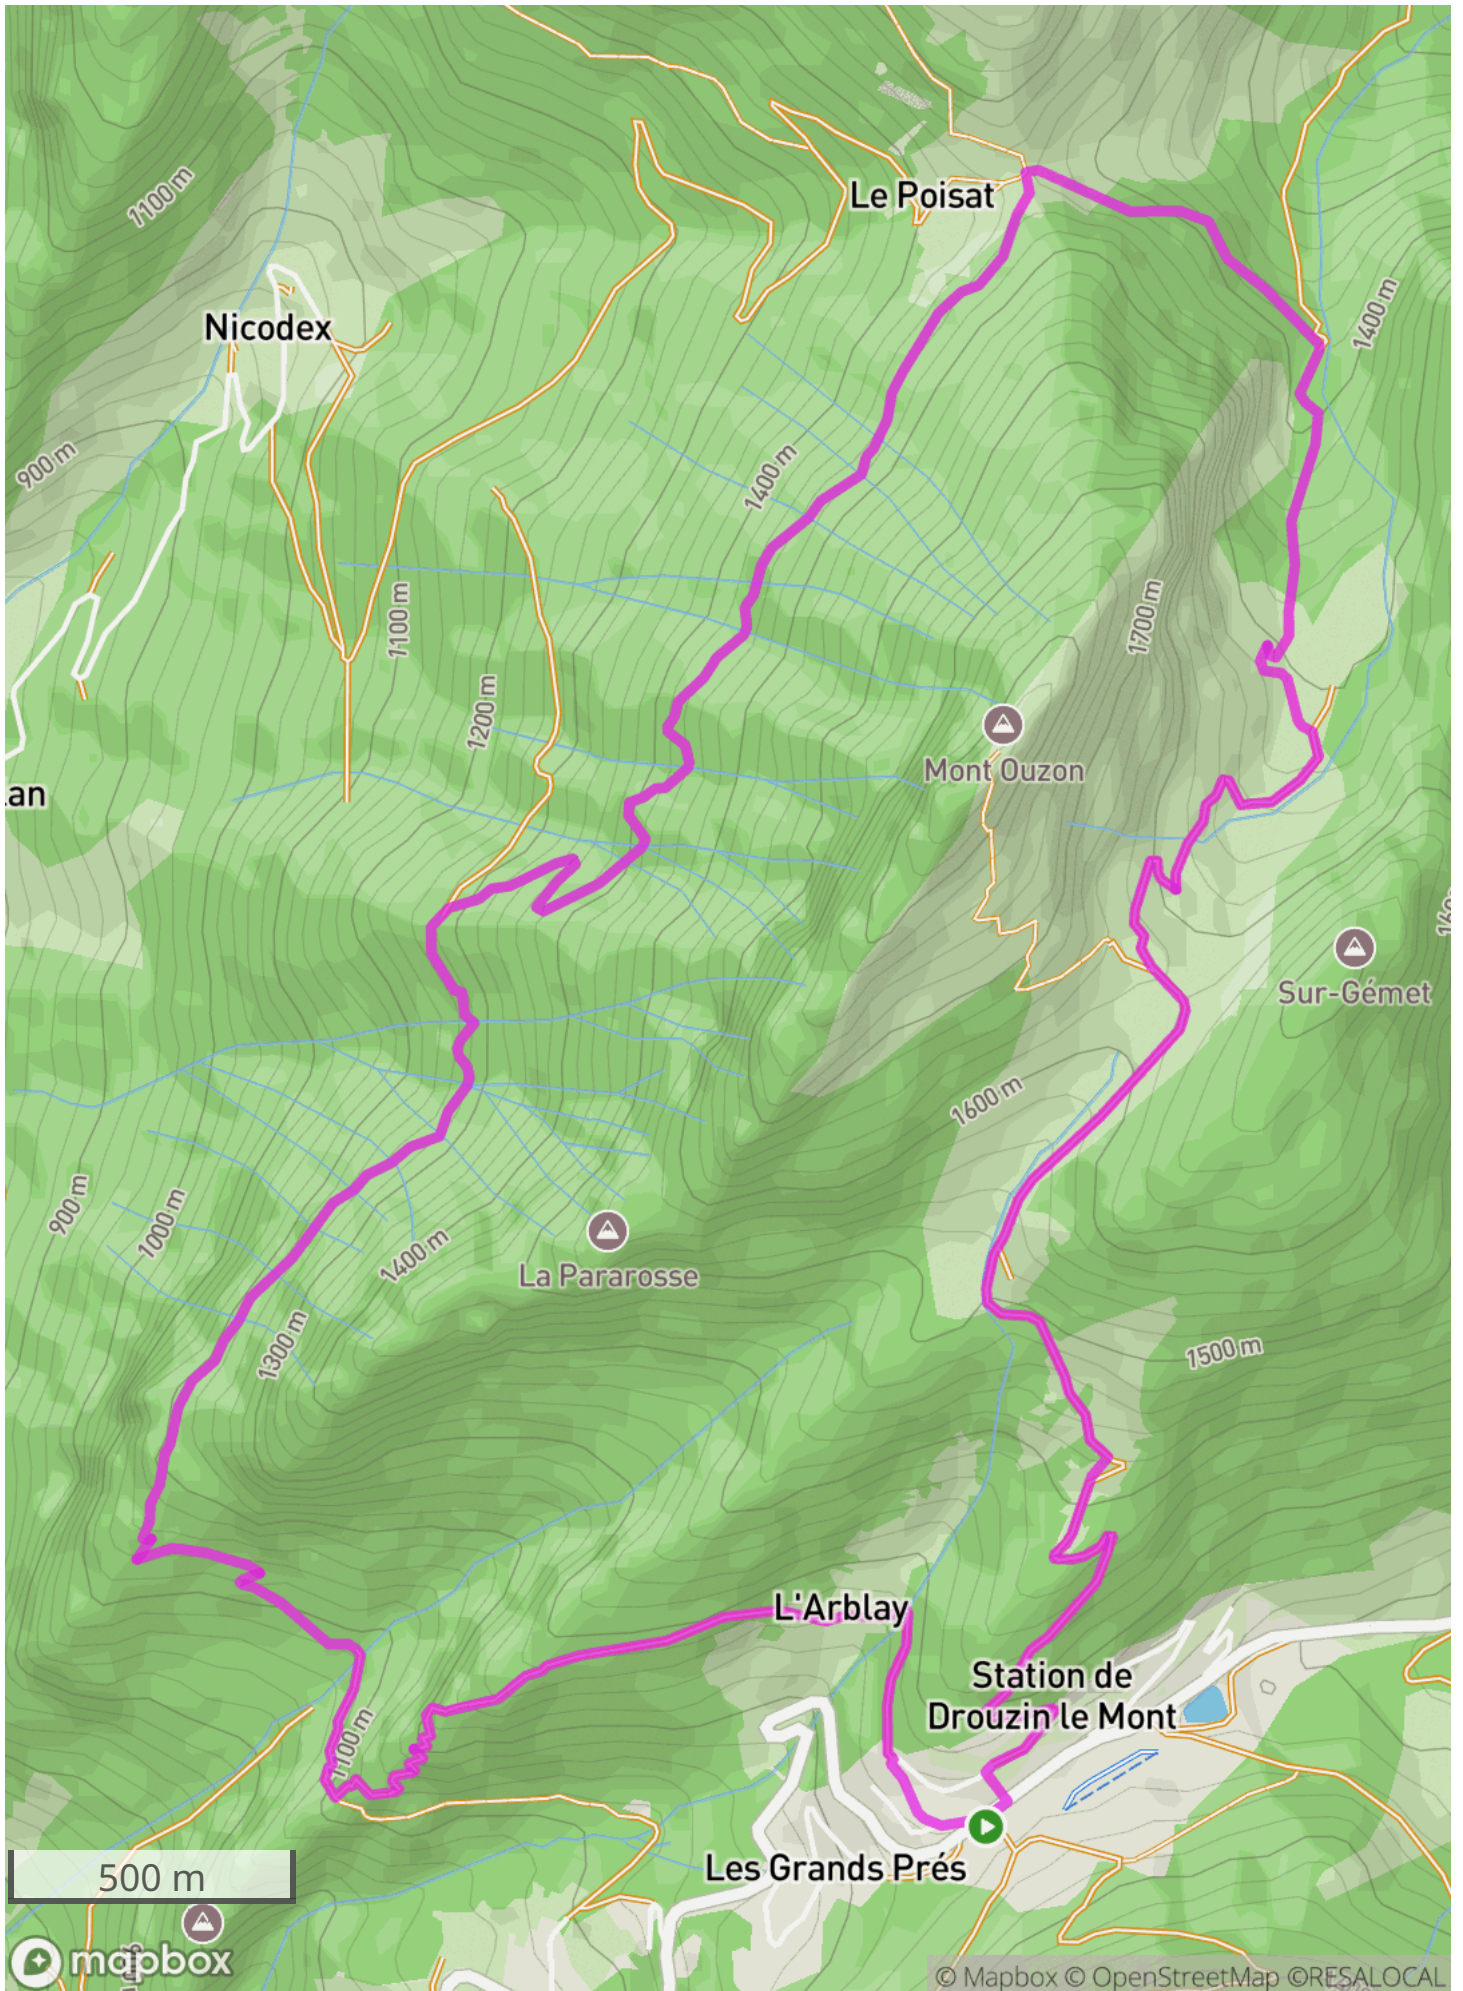 1100 m
Le Poisat
Nicodex
1400 m
900 m
1400 m
1100 m
1700 m
1200 m
Mont Ouzon
an
Sur-Gémet
1600 m
900 m
1000 m
1400 m
La Pararosse
1300 m
1500 m
L'Arblay
Station de
Drouzin le Mont
1100 m
Les Grands Prés
500 m
mapbox
© Mapbox © OpenStreetMap ©RESALOCAL